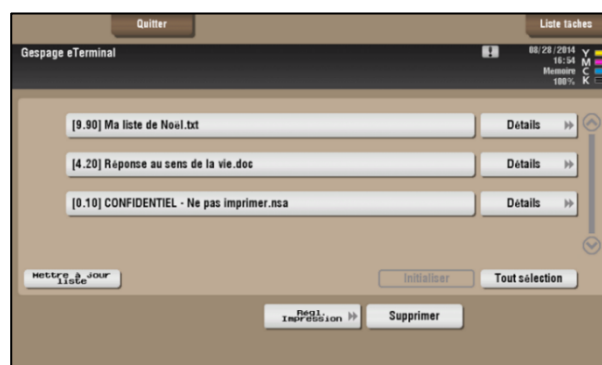 Quitter
Liste tâches
Gespage eTerminal
08/28/2014
16:54
Memoire
100%
Y
M
C
K
[9.90] Ma liste de Noël.txt
Détails
[4.20] Réponse au sens de la vie.doc
Détails
[0.10] CONFIDENTIEL - Ne pas imprimer.nsa
Détails
Mettre à jour
liste
Initialiser
Tout sélection
Régl.
Impression
Supprimer